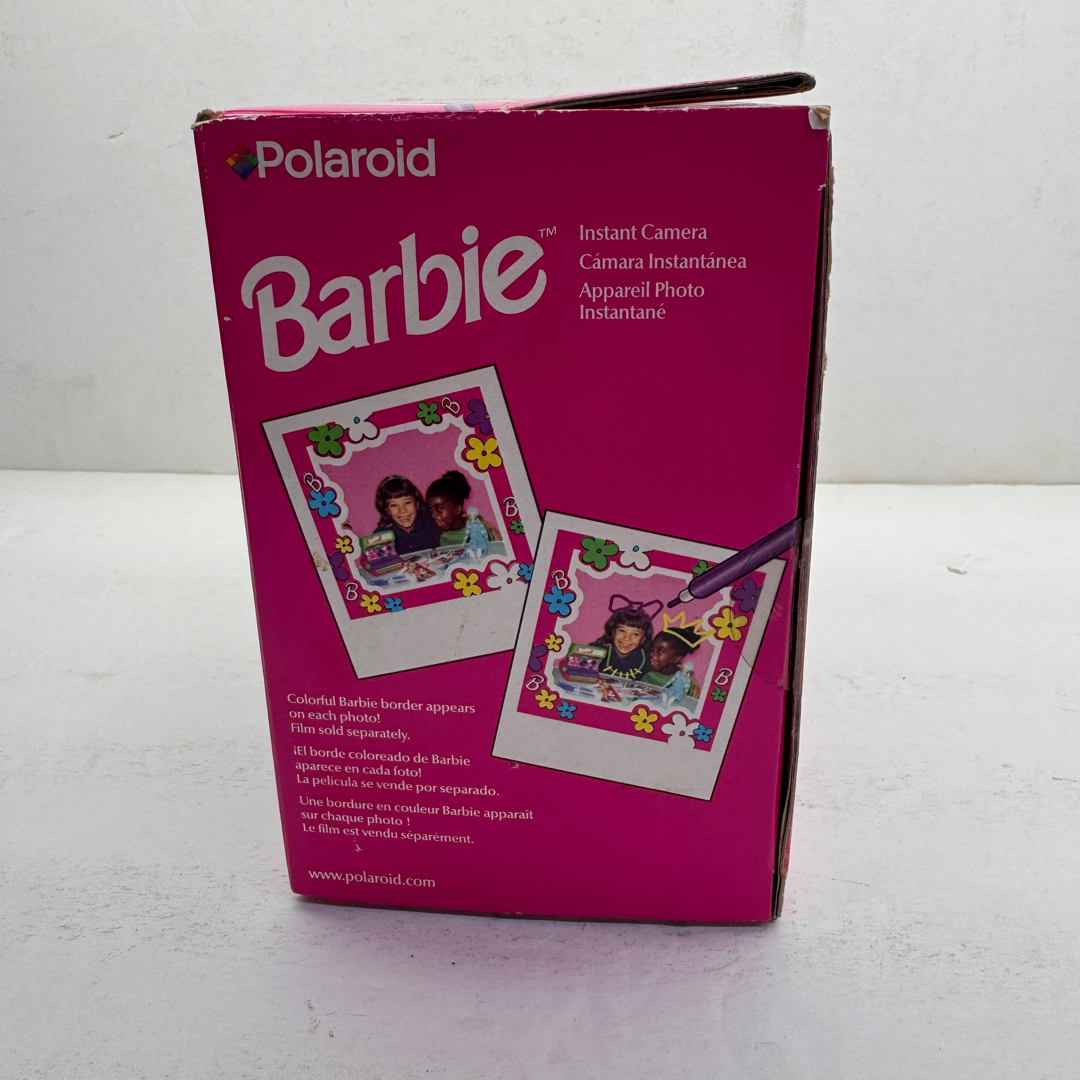 Polaroid
Barbie™
Instant Camera
Cámara Instantánea
Appareil Photo
Instantané
B
B
B
B
B
B
B
Colorful Barbie border appears
on each photo!
Film sold separately.
¡El borde coloreado de Barbie
aparece en cada foto!
La película se vende por separado.
Une bordure en couleur Barbie apparaît
sur chaque photo !
Le film est vendu séparément.
www.polaroid.com